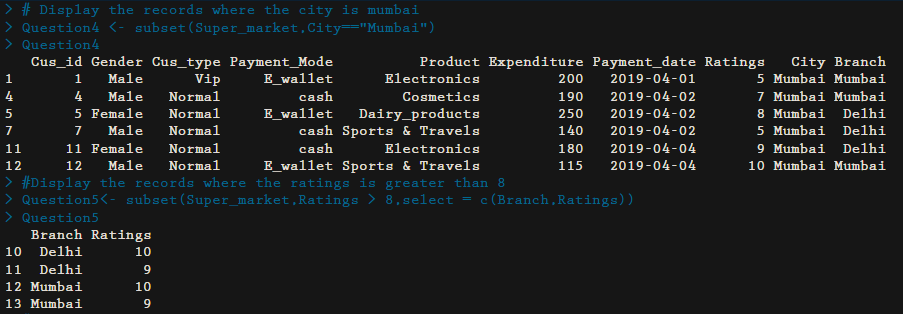 > # Display the records where the city is mumbai
> Question4 <- subset(Super_market,City=="Mumbai")
> Question4
Cus_id Gender Cus_type Payment_Mode Product Expenditure Payment_date Ratings City Branch
1 1 Male Vip E_wallet Electronics 200 2019-04-01 5 Mumbai Mumbai
4 4 Male Normal cash Cosmetics 190 2019-04-02 7 Mumbai Mumbai
5 5 Female Normal E_wallet Dairy_products 250 2019-04-02 8 Mumbai Delhi
7 7 Male Normal cash Sports & Travels 140 2019-04-02 5 Mumbai Delhi
11 11 Female Normal cash Electronics 180 2019-04-04 9 Mumbai Delhi
12 12 Male Normal E_wallet Sports & Travels 115 2019-04-04 10 Mumbai Mumbai
> #Display the records where the ratings is greater than 8
> Question5<- subset(Super_market,Ratings > 8,select = c(Branch,Ratings))
> Question5
Branch Ratings
10 Delhi 10
11 Delhi 9
12 Mumbai 10
13 Mumbai 9